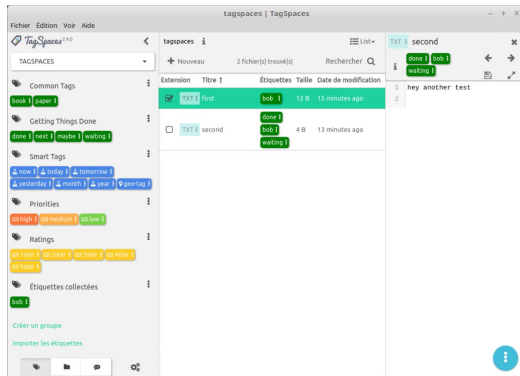 tagspaces | TagSpaces
Fichier Édition Voir Aide
TagSpaces 2.9.0
TAGSPACES
Common Tags
book paper
Getting Things Done
done next maybe waiting
Smart Tags
now today tomorrow
yesterday month year geo-tag
Priorities
high medium low
Ratings
1star 2star 3star 4star
5star
Étiquettes collectées
bob
Créer un groupe
Importer les étiquettes
tagspaces
List
Nouveau 2 fichier(s) trouvé(s) Rechercher
Extension Titre ↑ Étiquettes Taille Date de modification
TXT first bob 12 B 15 minutes ago
TXT second done bob waiting 4 B 13 minutes ago
TXT second
done bob
waiting
1 hey another test
2